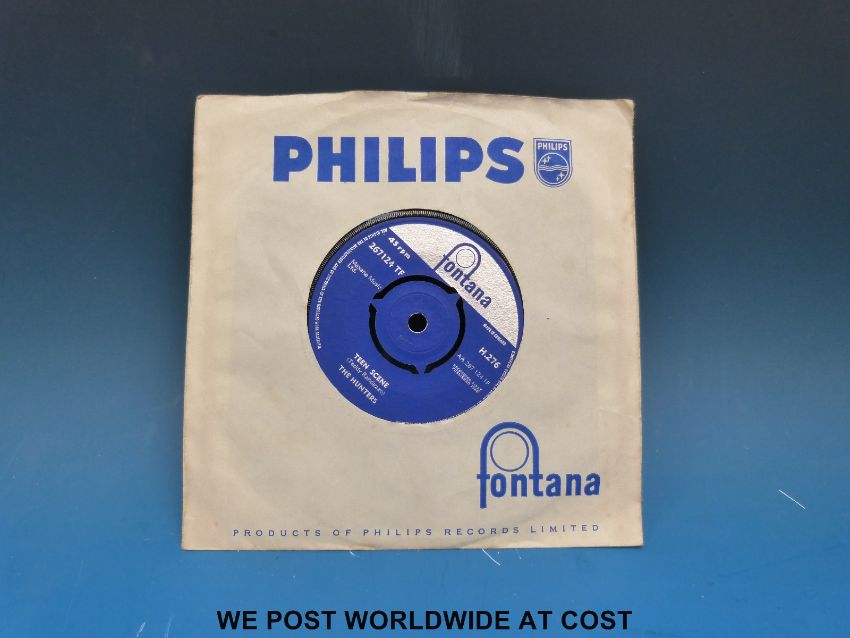 PHILIPS
PHILIPS
45 rpm
267124 TF
fontana
H.276
TEEN SCENE
THE HUNTERS
fontana
PRODUCTS OF PHILIPS RECORDS LIMITED
WE POST WORLDWIDE AT COST